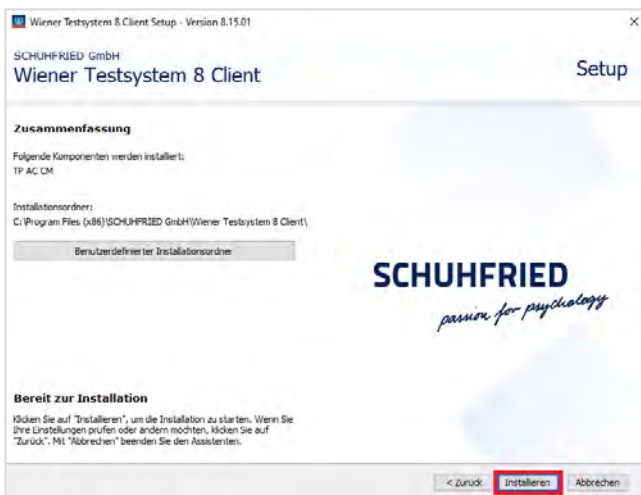 Wiener Testsystem 8 Client Setup - Version 8.15.01
SCHUHFRIED GmbH
Wiener Testsystem 8 Client
Setup
Zusammenfassung
Folgende Komponenten werden installiert:
TP AC CM
Installationsordner:
C:\Program Files (x86)\SCHUHFRIED GmbH\Wiener Testsystem 8 Client\
Benutzerdefinierter Installationsordner
SCHUHFRIED
passion for psychology
Bereit zur Installation
Klicken Sie auf "Installieren", um die Installation zu starten. Wenn Sie
Ihre Einstellungen prüfen oder ändern möchten, klicken Sie auf
"Zurück". Mit "Abbrechen" beenden Sie den Assistenten.
< Zurück
Installieren
Abbrechen